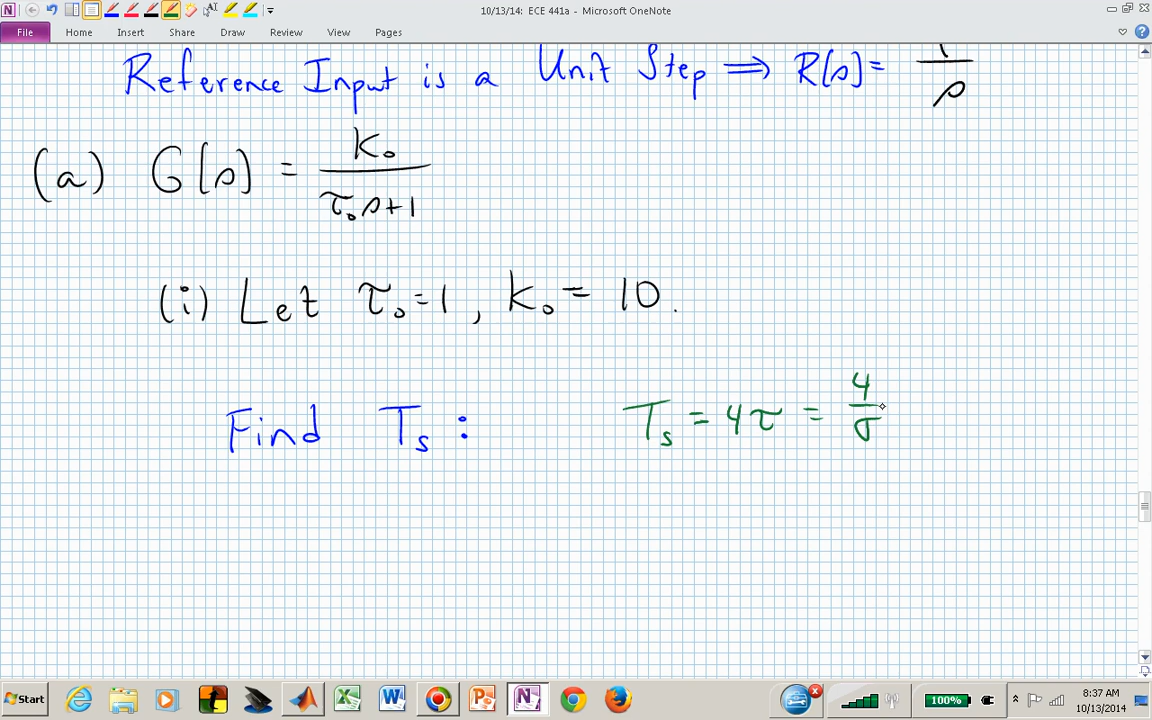 10/13/14: ECE 441a - Microsoft OneNote
File Home Insert Share Draw Review View Pages
Reference Input is a Unit Step ⟹ R(s) = 1/s
(a) G(s) = K₀/(τ₀s+1)
(i) Let τ₀=1, K₀ = 10.
Find Tₛ: Tₛ = 4τ = 4/σ
Start 100% 8:37 AM
10/13/2014